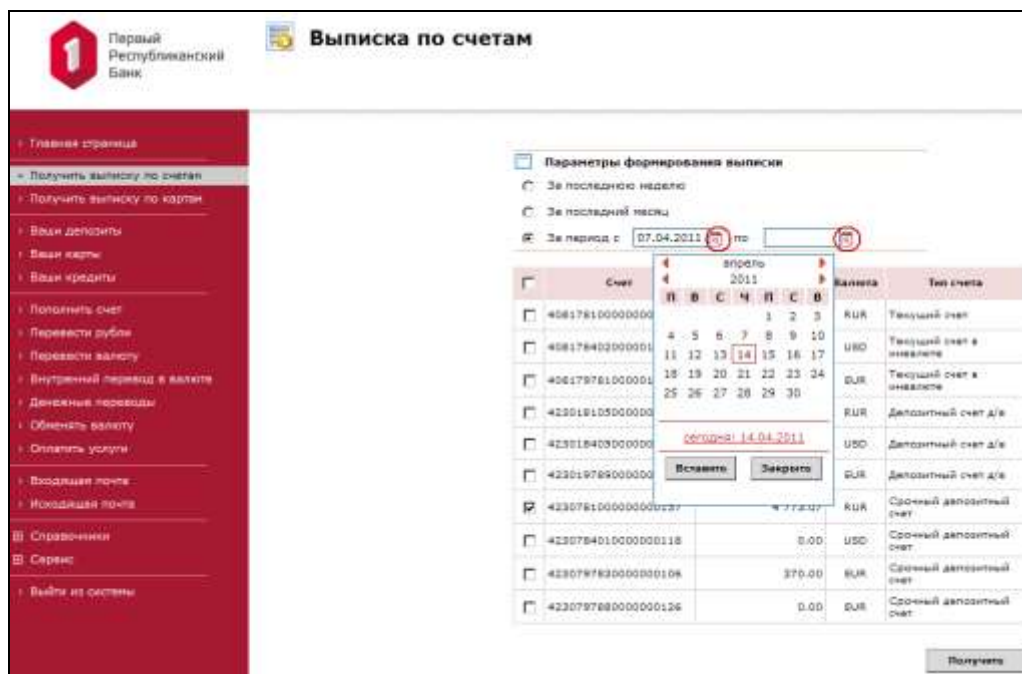 Первый
Республиканский
Банк
Выписка по счетам
Главная страница
Получить выписку по счетам
Получить выписку по картам
Ваши депозиты
Ваши карты
Ваши кредиты
Пополнить счет
Перевести рубли
Перевести валюту
Внутренний перевод в валюте
Денежные переводы
Обменять валюту
Оплатить услуги
Входящая почта
Исходящая почта
Справочники
Сервис
Выйти из системы
Параметры формирования выписки
За последнюю неделю
За последний месяц
За период с 07.04.2011 по
апрель
2011
П В С Ч П С В
1 2 3
4 5 6 7 8 9 10
11 12 13 14 15 16 17
18 19 20 21 22 23 24
25 26 27 28 29 30
сегодня: 14.04.2011
Вставить Закрыть
Счет Валюта Тип счета
RUR Текущий счет
USD Текущий счет в
инвалюте
EUR Текущий счет в
инвалюте
RUR Депозитный счет д/в
USD Депозитный счет д/в
EUR Депозитный счет д/в
RUR Срочный депозитный
счет
0.00 USD Срочный депозитный
счет
370.00 EUR Срочный депозитный
счет
0.00 EUR Срочный депозитный
счет
Получить